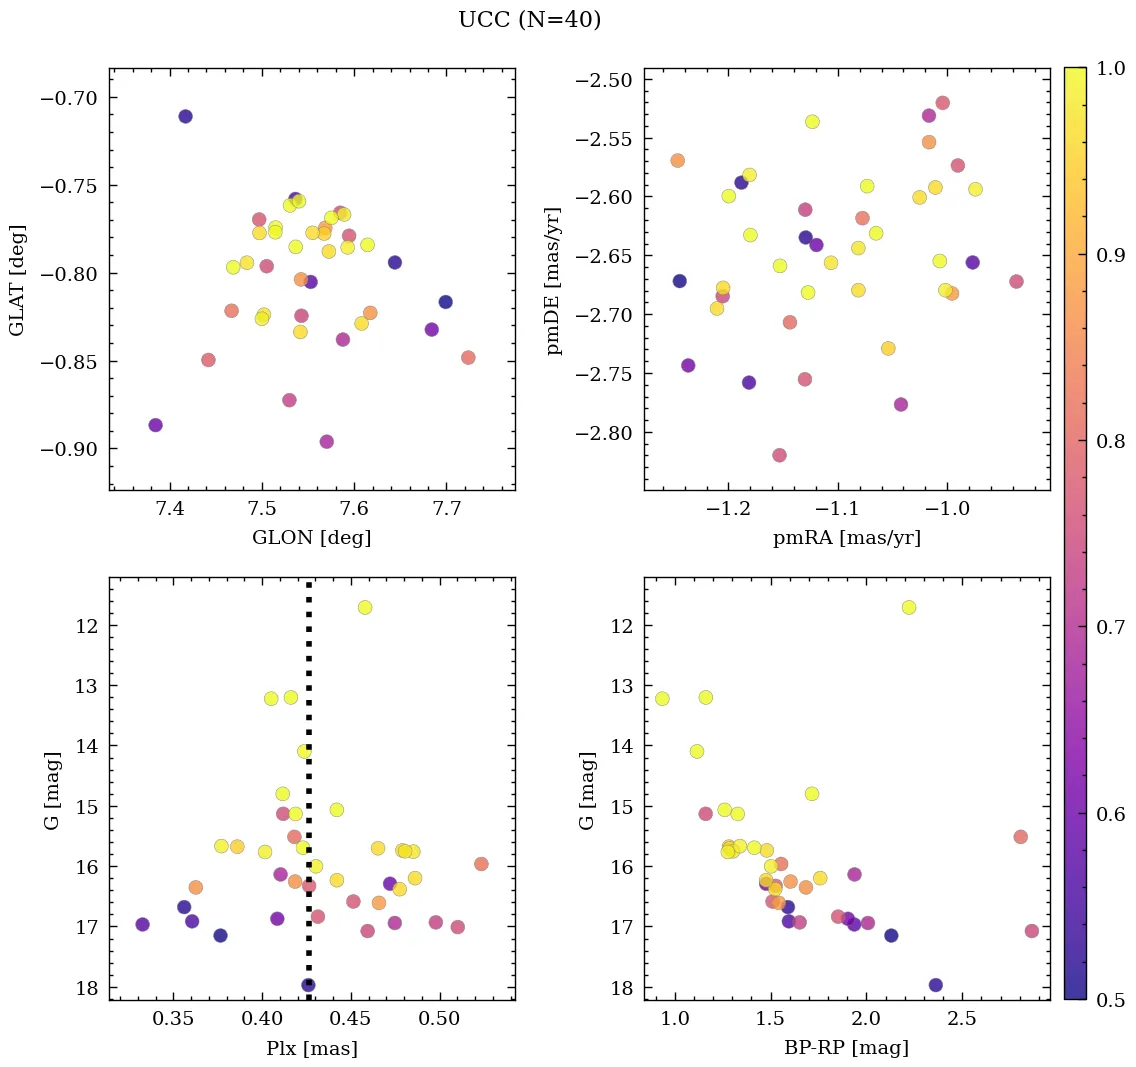 UCC (N=40)
−0.70
−0.75
−0.80
−0.85
−0.90
GLAT [deg]
7.4 7.5 7.6 7.7
GLON [deg]
−2.50
−2.55
−2.60
−2.65
−2.70
−2.75
−2.80
pmDE [mas/yr]
−1.2 −1.1 −1.0
pmRA [mas/yr]
12
13
14
15
16
17
18
G [mag]
0.35 0.40 0.45 0.50
Plx [mas]
12
13
14
15
16
17
18
G [mag]
1.0 1.5 2.0 2.5
BP-RP [mag]
1.0
0.9
0.8
0.7
0.6
0.5